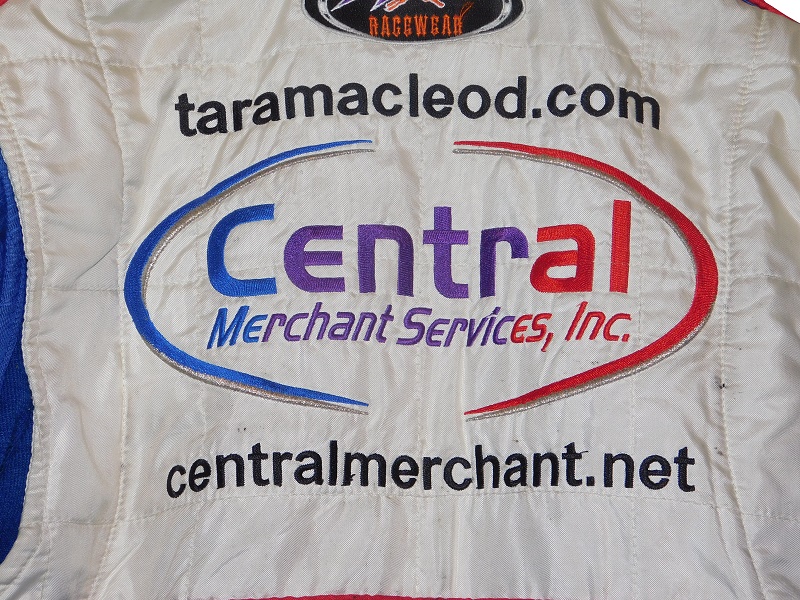 RACEWEAR
taramacleod.com
Central
Merchant Services, Inc.
centralmerchant.net